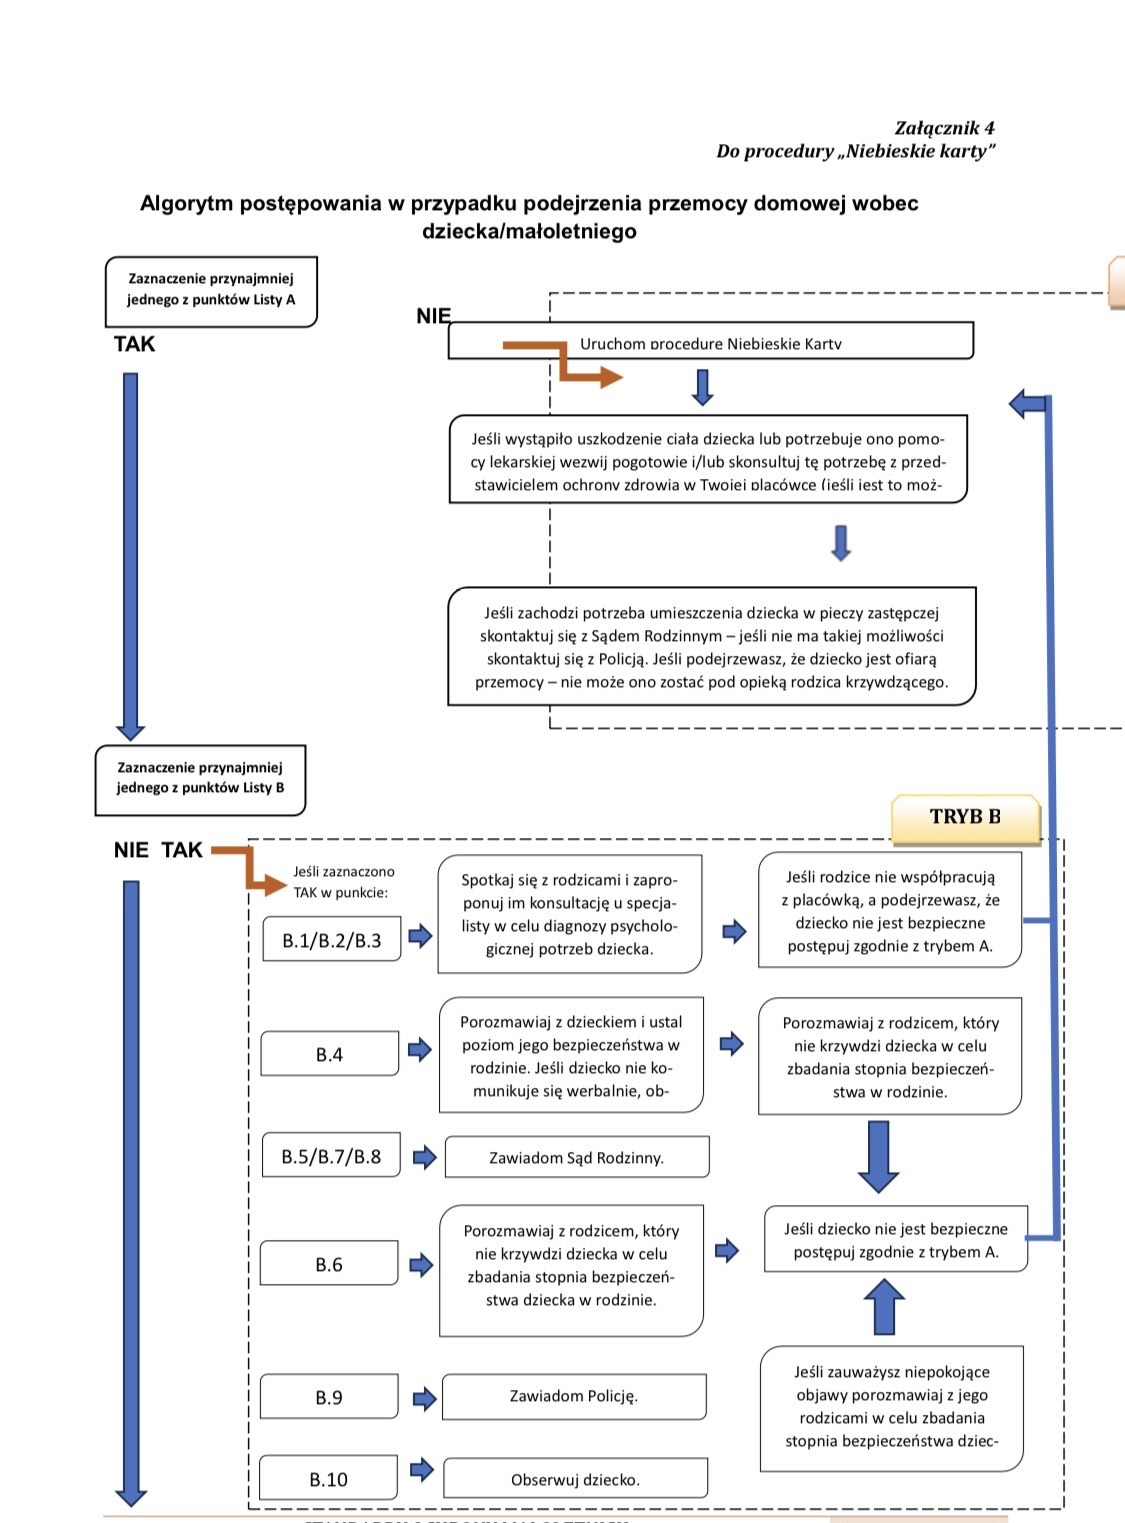 Załącznik 4
Do procedury „Niebieskie karty”
Algorytm postępowania w przypadku podejrzenia przemocy domowej wobec
dziecka/małoletniego
Zaznaczenie przynajmniej
jednego z punktów Listy A
TAK
NIE
Uruchom procedurę Niebieskie Karty
Jeśli wystąpiło uszkodzenie ciała dziecka lub potrzebuje ono pomo-
cy lekarskiej wezwij pogotowie i/lub skonsultuj tę potrzebę z przed-
stawicielem ochrony zdrowia w Twojej placówce (jeśli jest to moż-
Jeśli zachodzi potrzeba umieszczenia dziecka w pieczy zastępczej
skontaktuj się z Sądem Rodzinnym – jeśli nie ma takiej możliwości
skontaktuj się z Policją. Jeśli podejrzewasz, że dziecko jest ofiarą
przemocy – nie może ono zostać pod opieką rodzica krzywdzącego.
Zaznaczenie przynajmniej
jednego z punktów Listy B
TRYB B
NIE TAK
Jeśli zaznaczono
TAK w punkcie:
B.1/B.2/B.3
Spotkaj się z rodzicami i zapro-
ponuj im konsultację u specja-
listy w celu diagnozy psycholo-
gicznej potrzeb dziecka.
Jeśli rodzice nie współpracują
z placówką, a podejrzewasz, że
dziecko nie jest bezpieczne
postępuj zgodnie z trybem A.
B.4
Porozmawiaj z dzieckiem i ustal
poziom jego bezpieczeństwa w
rodzinie. Jeśli dziecko nie ko-
munikuje się werbalnie, ob-
Porozmawiaj z rodzicem, który
nie krzywdzi dziecka w celu
zbadania stopnia bezpieczeń-
stwa w rodzinie.
B.5/B.7/B.8
Zawiadom Sąd Rodzinny.
B.6
Porozmawiaj z rodzicem, który
nie krzywdzi dziecka w celu
zbadania stopnia bezpieczeń-
stwa dziecka w rodzinie.
Jeśli dziecko nie jest bezpieczne
postępuj zgodnie z trybem A.
B.9
Zawiadom Policję.
Jeśli zauważysz niepokojące
objawy porozmawiaj z jego
rodzicami w celu zbadania
stopnia bezpieczeństwa dziec-
B.10
Obserwuj dziecko.